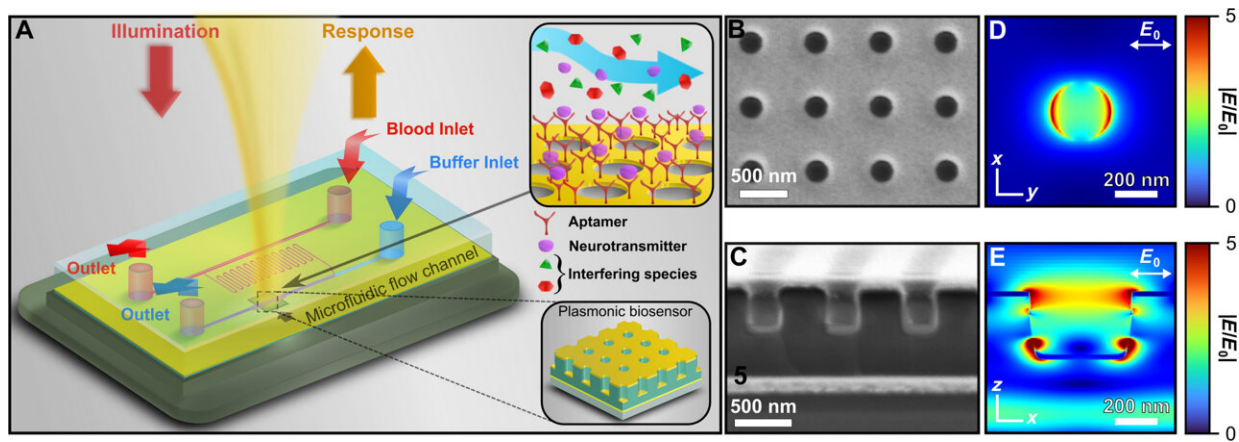 A
Illumination
Response
Blood Inlet
Buffer Inlet
Outlet
Outlet
Microfluidic flow channel
Aptamer
Neurotransmitter
Interfering species
Plasmonic biosensor
B
500 nm
C
5
500 nm
D
E0
x
y
200 nm
5
|E/E0|
0
E
E0
z
x
200 nm
5
|E/E0|
0